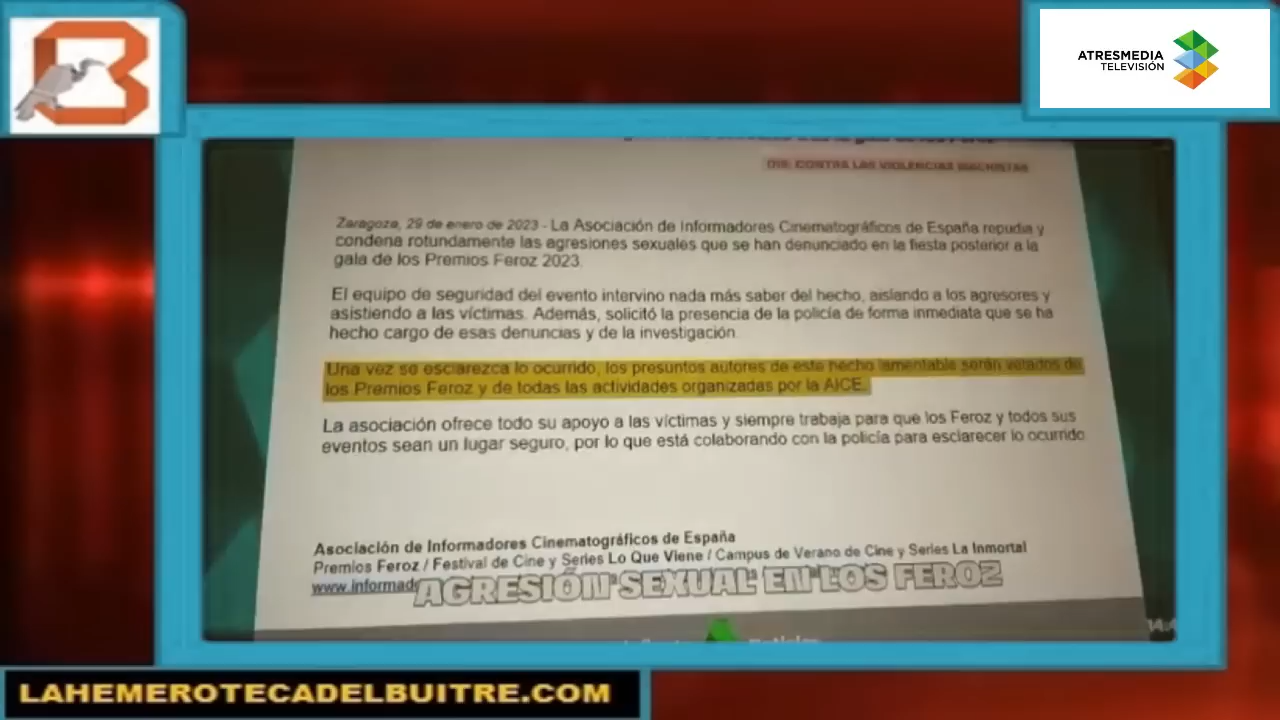 ATRESMEDIA
TELEVISIÓN
016: CONTRA LAS VIOLENCIAS MACHISTAS
Zaragoza, 29 de enero de 2023 - La Asociación de Informadores Cinematográficos de España repudia y
condena rotundamente las agresiones sexuales que se han denunciado en la fiesta posterior a la
gala de los Premios Feroz 2023.
El equipo de seguridad del evento intervino nada más saber del hecho, aislando a los agresores y
asistiendo a las víctimas. Además, solicitó la presencia de la policía de forma inmediata que se ha
hecho cargo de esas denuncias y de la investigación.
Una vez se esclarezca lo ocurrido, los presuntos autores de este hecho lamentable serán vetados de
los Premios Feroz y de todas las actividades organizadas por la AICE.
La asociación ofrece todo su apoyo a las víctimas y siempre trabaja para que los Feroz y todos sus
eventos sean un lugar seguro, por lo que está colaborando con la policía para esclarecer lo ocurrido
Asociación de Informadores Cinematográficos de España
Premios Feroz / Festival de Cine y Series Lo Que Viene / Campus de Verano de Cine y Series La Inmortal
www.informad
AGRESIÓN SEXUAL EN LOS FEROZ
LAHEMEROTECADELBUITRE.COM